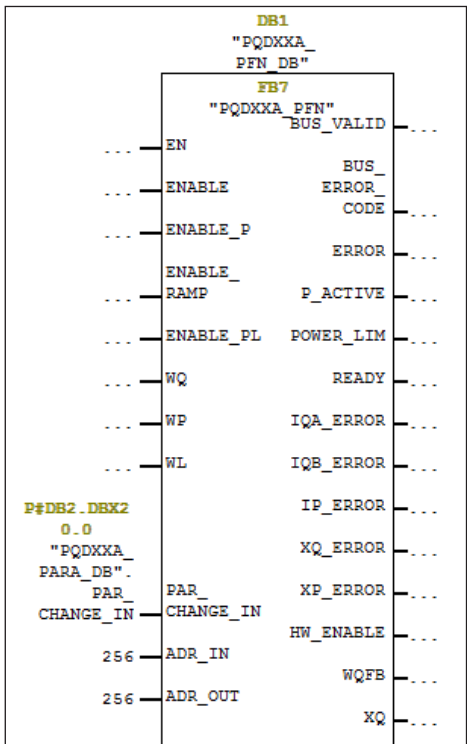 DB1
"PQDXXA_
PFN_DB"
FB7
"PQDXXA_PFN"
BUS_VALID ...
... EN
BUS_
ERROR_
CODE ...
... ENABLE
... ENABLE_P
ERROR ...
ENABLE_
RAMP
...
P_ACTIVE ...
... ENABLE_PL
POWER_LIM ...
... WQ
READY ...
... WP
IQA_ERROR ...
... WL
IQB_ERROR ...
P#DB2.DBX2
0.0
"PQDXXA_
PARA_DB".
PAR_
CHANGE_IN
PAR_
CHANGE_IN
IP_ERROR ...
XQ_ERROR ...
XP_ERROR ...
HW_ENABLE ...
256 ADR_IN
WQFB ...
256 ADR_OUT
XQ ...